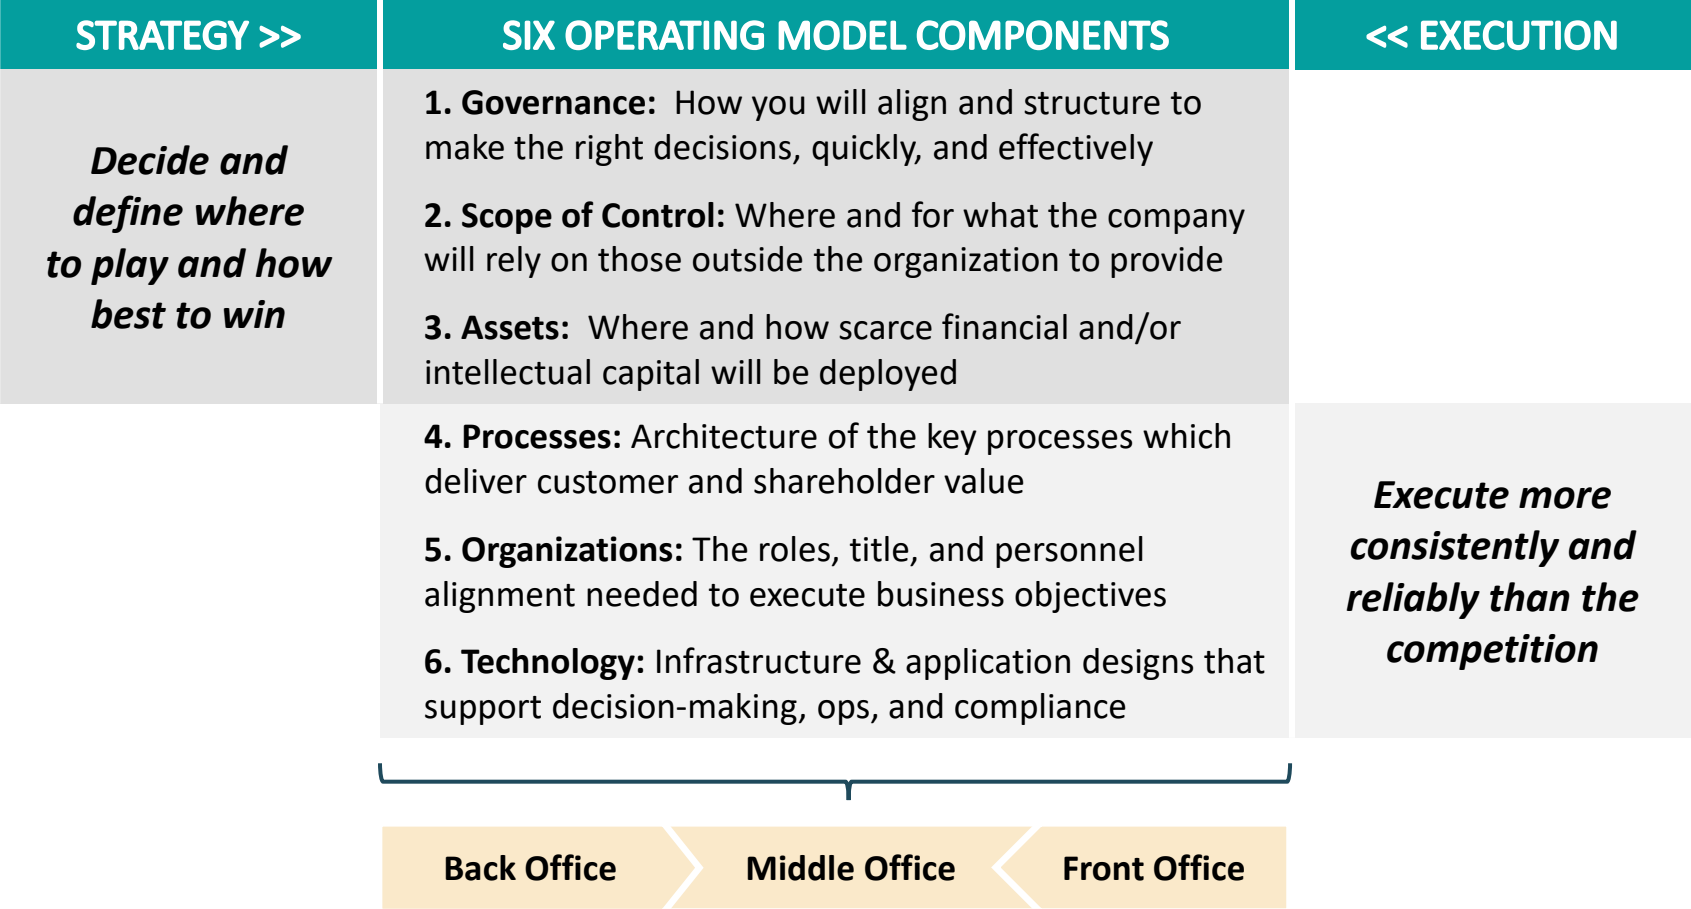 STRATEGY >>
SIX OPERATING MODEL COMPONENTS
<< EXECUTION
Decide and
define where
to play and how
best to win
1. Governance: How you will align and structure to
make the right decisions, quickly, and effectively
2. Scope of Control: Where and for what the company
will rely on those outside the organization to provide
3. Assets: Where and how scarce financial and/or
intellectual capital will be deployed
4. Processes: Architecture of the key processes which
deliver customer and shareholder value
5. Organizations: The roles, title, and personnel
alignment needed to execute business objectives
6. Technology: Infrastructure & application designs that
support decision-making, ops, and compliance
Execute more
consistently and
reliably than the
competition
Back Office
Middle Office
Front Office